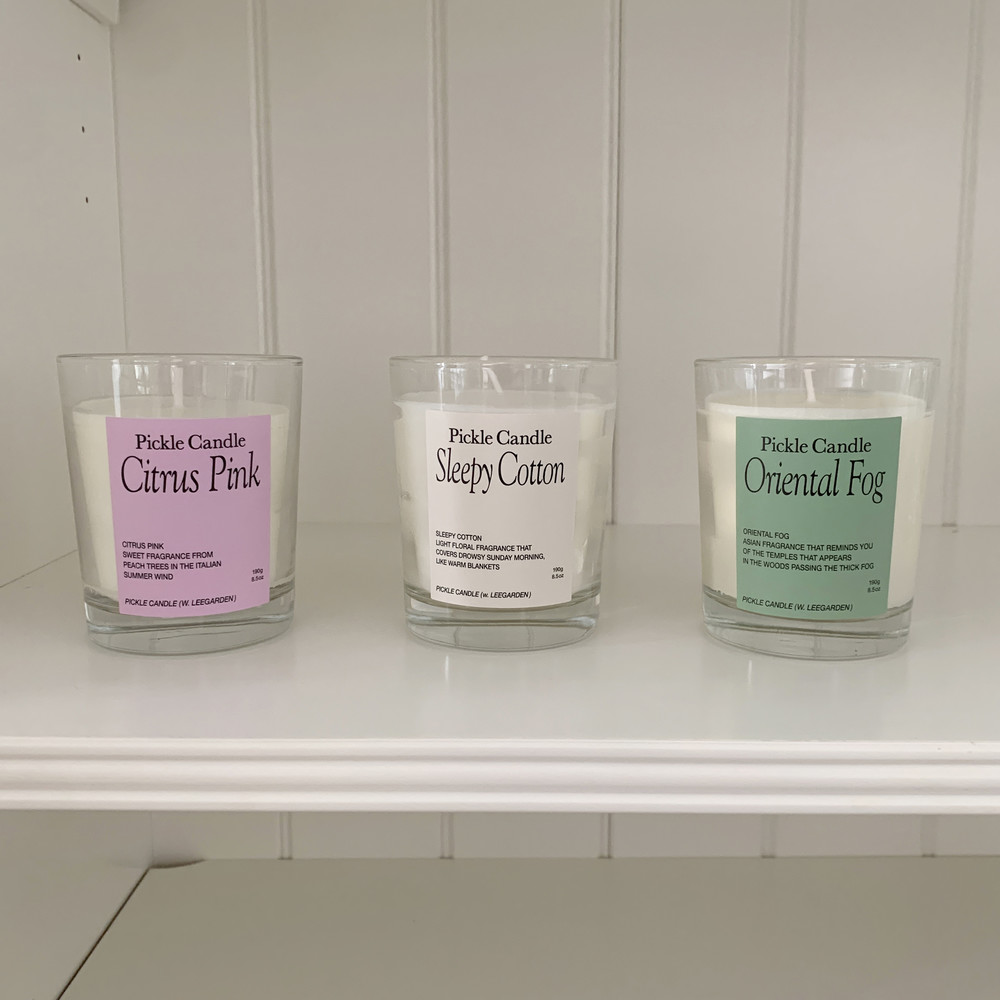 Pickle Candle
Citrus Pink
CITRUS PINK
SWEET FRAGRANCE FROM
PEACH TREES IN THE ITALIAN
SUMMER WIND
190g
8.5oz
PICKLE CANDLE (W. LEEGARDEN)
Pickle Candle
Sleepy Cotton
SLEEPY COTTON
LIGHT FLORAL FRAGRANCE THAT
COVERS DROWSY SUNDAY MORNING,
LIKE WARM BLANKETS
190g
8.5oz
PICKLE CANDLE (W. LEEGARDEN)
Pickle Candle
Oriental Fog
ORIENTAL FOG
ASIAN FRAGRANCE THAT REMINDS YOU
OF THE TEMPLES THAT APPEARS
IN THE WOODS PASSING THE THICK FOG
190g
8.5oz
PICKLE CANDLE (W. LEEGARDEN)